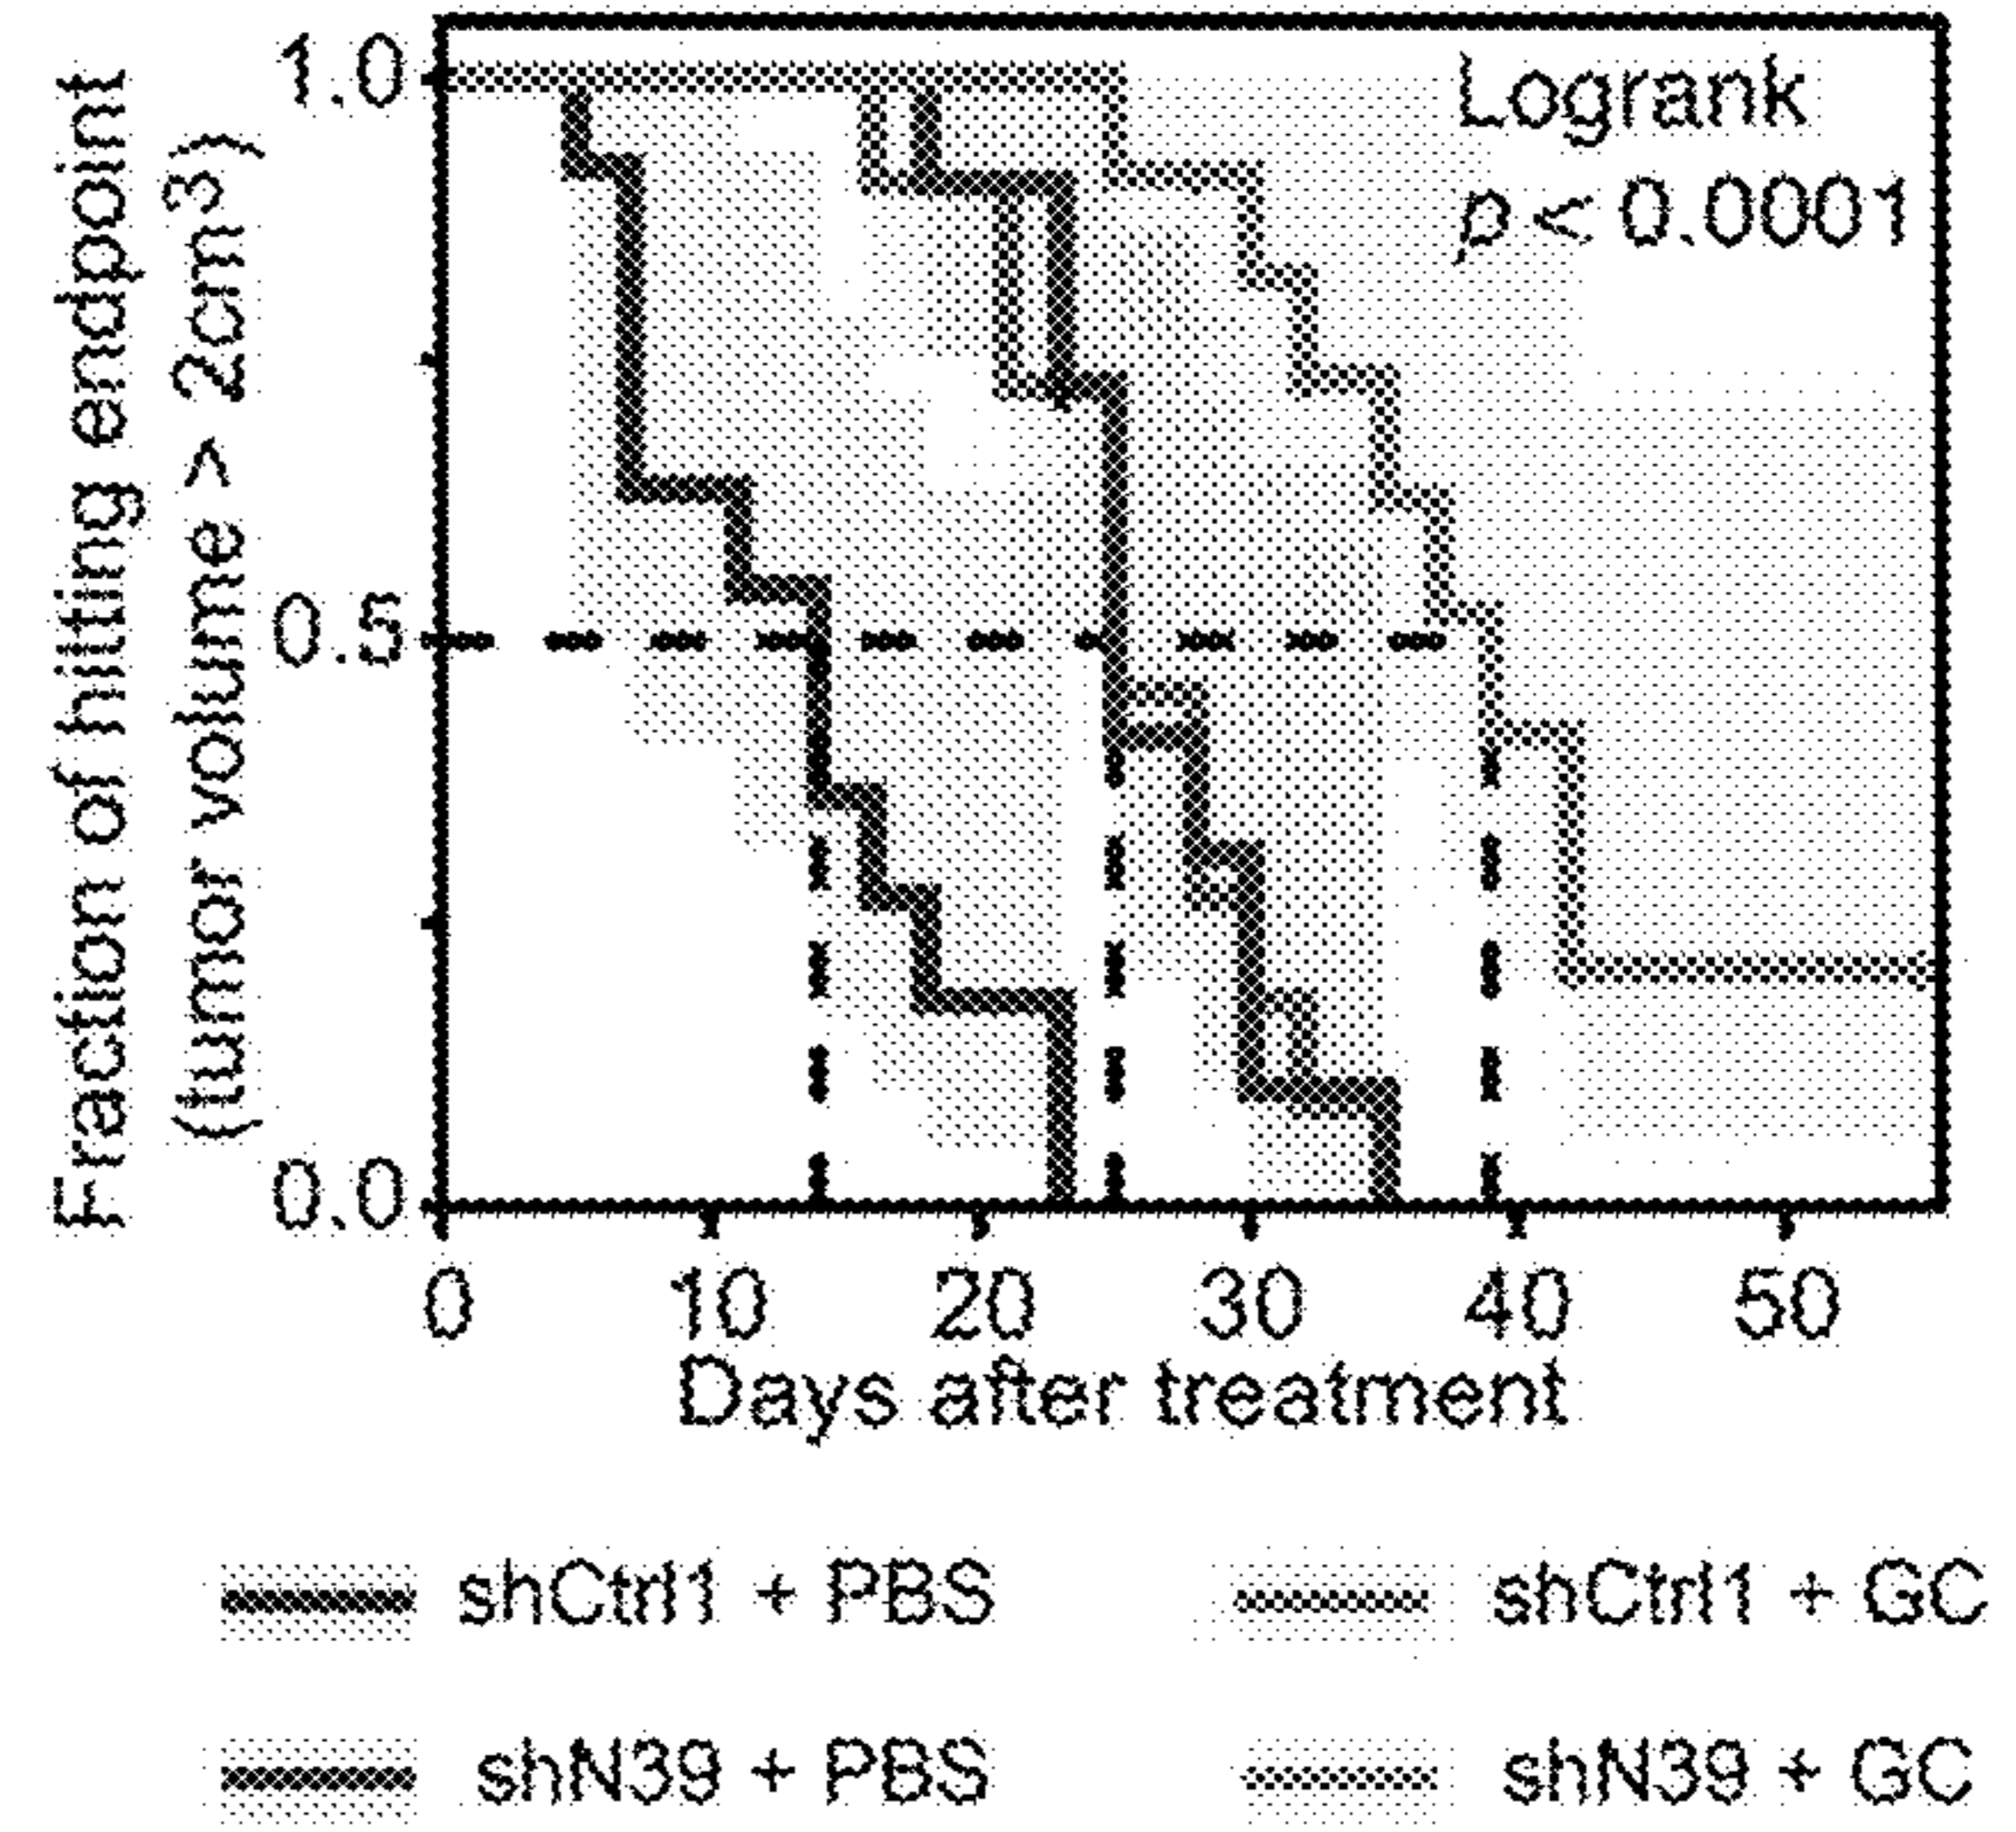 Fraction of hitting endpoint
(tumor volume > 2cm3)
1.0
0.5
0.0
Logrank
p < 0.0001
0 10 20 30 40 50
Days after treatment
shCtrl1 + PBS
shCtrl1 + GC
shN39 + PBS
shN39 + GC